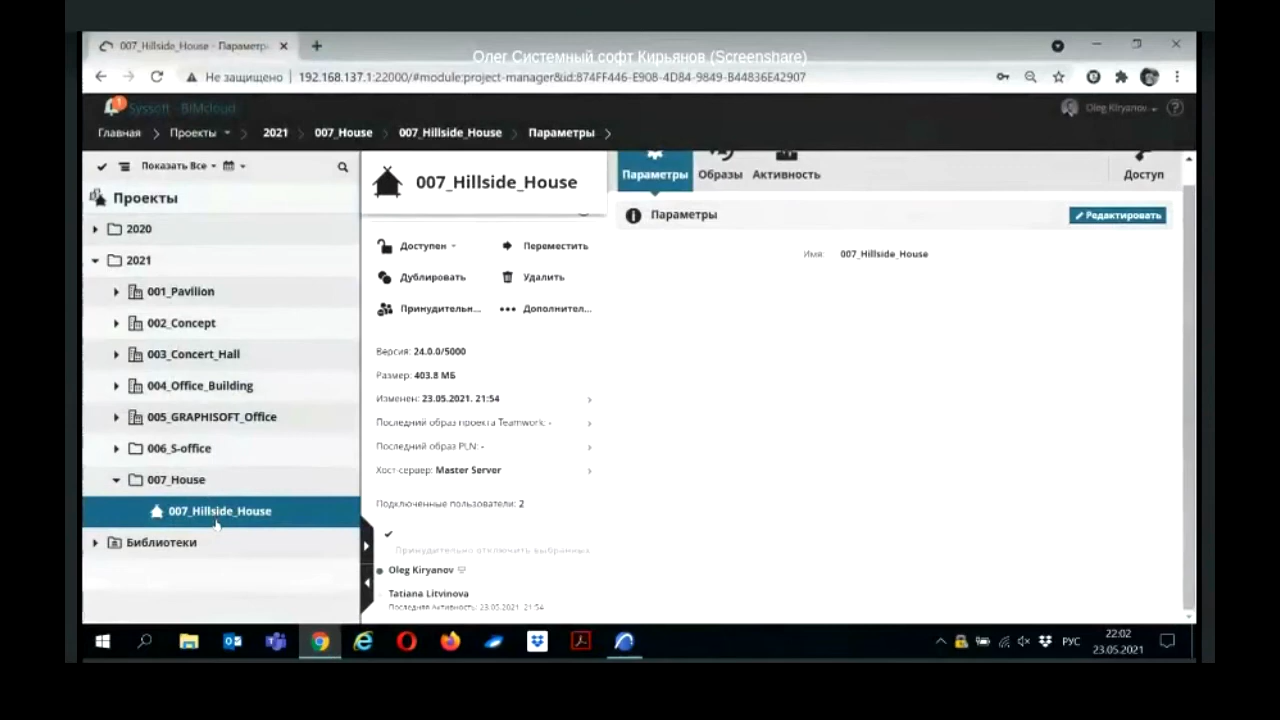 007_Hillside_House - Параметр
Олег Системный софт Кирьянов (Screenshare)
Не защищено | 192.168.137.1:22000/#module:project-manager&id:874FF446-E908-4D84-9849-B44836E42907
1
Syssoft - BIMcloud
Oleg Kiryanov
Главная > Проекты > 2021 > 007_House > 007_Hillside_House > Параметры >
Показать Все
Проекты
2020
2021
001_Pavilion
002_Concept
003_Concert_Hall
004_Office_Building
005_GRAPHISOFT_Office
006_S-office
007_House
007_Hillside_House
Библиотеки
007_Hillside_House
Доступен
Переместить
Дублировать
Удалить
Принудительн...
Дополнител...
Версия: 24.0.0/5000
Размер: 403.8 МБ
Изменен: 23.05.2021. 21:54
Последний образ проекта Teamwork: -
Последний образ PLN: -
Хост-сервер: Master Server
Подключенные пользователи: 2
Принудительно отключить выбранных
Oleg Kiryanov
Tatiana Litvinova
Последняя Активность: 23.05.2021. 21:54
Параметры
Образы
Активность
Доступ
Параметры
Редактировать
Имя: 007_Hillside_House
РУС
22:02
23.05.2021